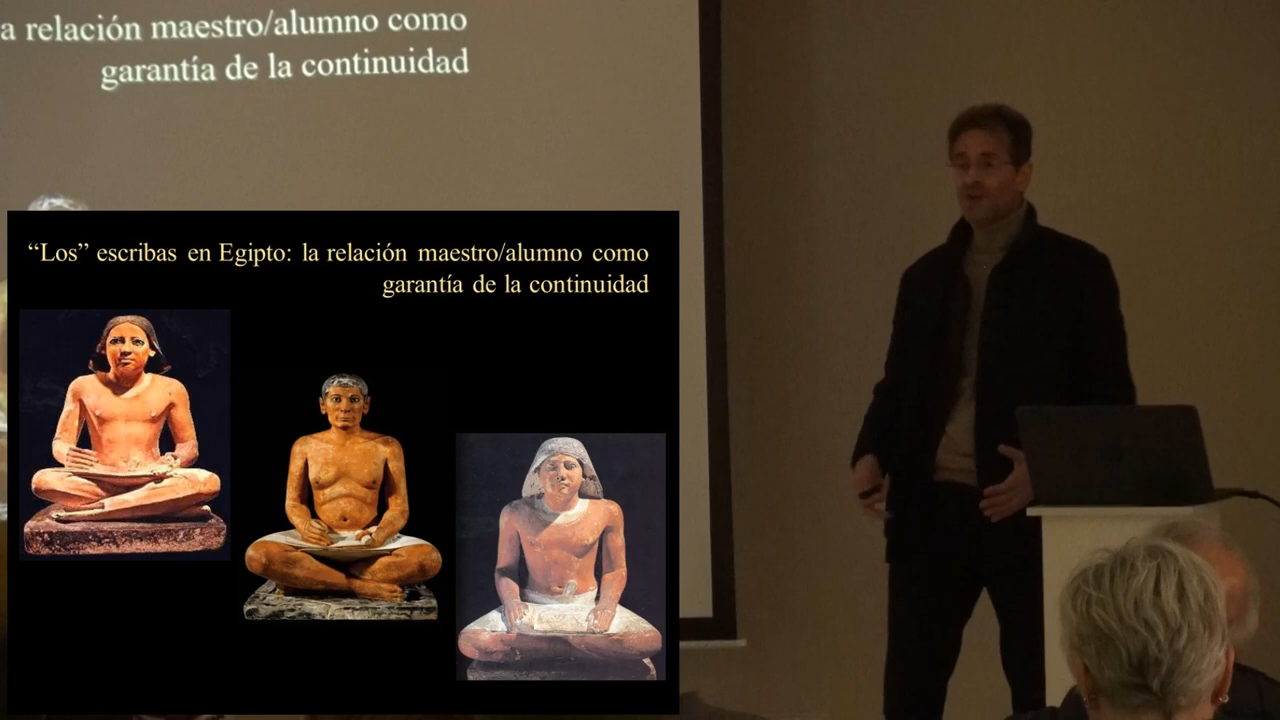 a relación maestro/alumno como
garantía de la continuidad
“Los” escribas en Egipto: la relación maestro/alumno como
garantía de la continuidad